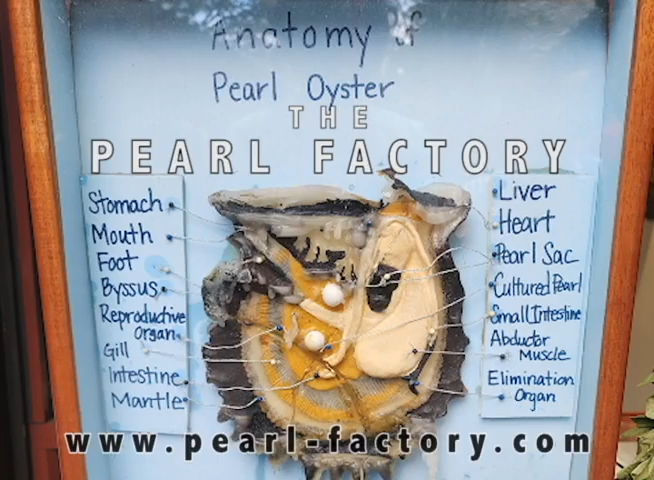 Anatomy of
Pearl Oyster
THE
PEARL FACTORY
Stomach
Mouth
Foot
Byssus
Reproductive
Organ
Gill
Intestine
Mantle
Liver
Heart
Pearl Sac
Cultured Pearl
Small Intestine
Abductor
Muscle
Elimination
Organ
www.pearl-factory.com